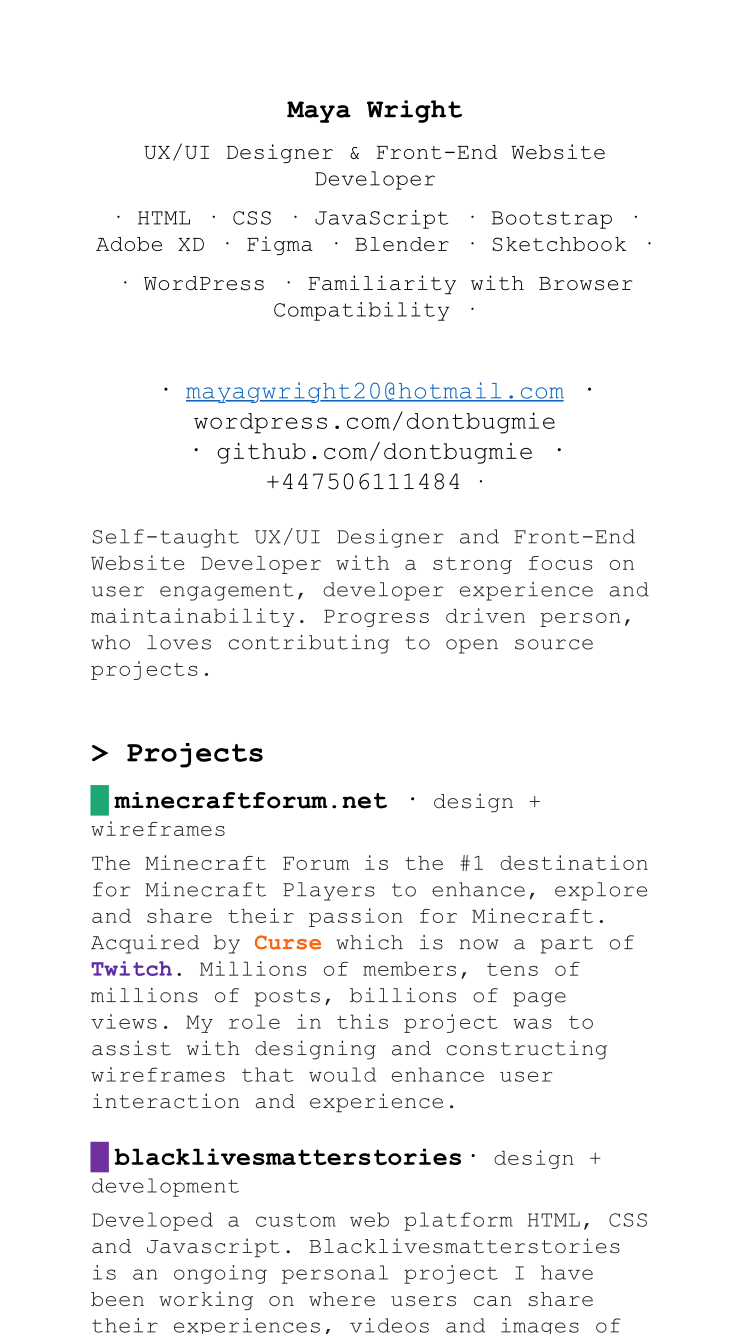 Maya Wright
UX/UI Designer & Front-End Website
Developer
· HTML · CSS · JavaScript · Bootstrap ·
Adobe XD · Figma · Blender · Sketchbook ·
· WordPress · Familiarity with Browser
Compatibility ·
· mayagwright20@hotmail.com ·
wordpress.com/dontbugmie
· github.com/dontbugmie ·
+447506111484 ·
Self-taught UX/UI Designer and Front-End
Website Developer with a strong focus on
user engagement, developer experience and
maintainability. Progress driven person,
who loves contributing to open source
projects.
> Projects
minecraftforum.net · design +
wireframes
The Minecraft Forum is the #1 destination
for Minecraft Players to enhance, explore
and share their passion for Minecraft.
Acquired by Curse which is now a part of
Twitch. Millions of members, tens of
millions of posts, billions of page
views. My role in this project was to
assist with designing and constructing
wireframes that would enhance user
interaction and experience.
blacklivesmatterstories· design +
development
Developed a custom web platform HTML, CSS
and Javascript. Blacklivesmatterstories
is an ongoing personal project I have
been working on where users can share
their experiences, videos and images of